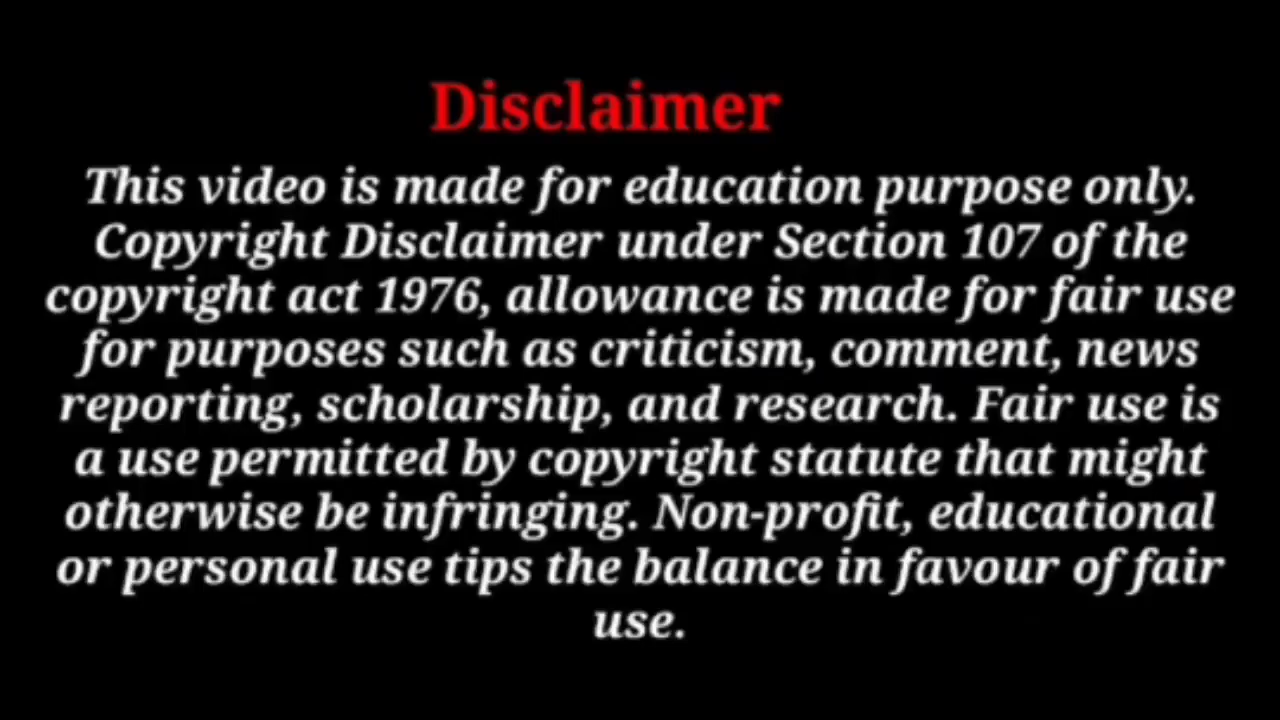 Disclaimer
This video is made for education purpose only.
Copyright Disclaimer under Section 107 of the
copyright act 1976, allowance is made for fair use
for purposes such as criticism, comment, news
reporting, scholarship, and research. Fair use is
a use permitted by copyright statute that might
otherwise be infringing. Non-profit, educational
or personal use tips the balance in favour of fair
use.